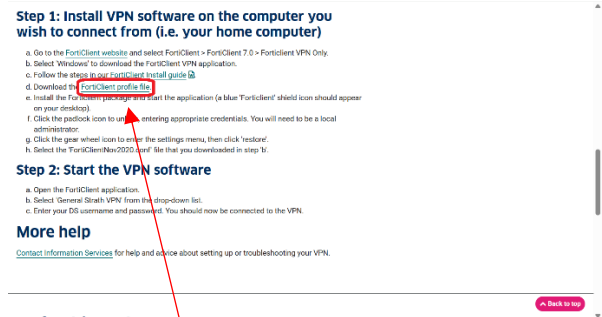 Step 1: Install VPN software on the computer you
wish to connect from (i.e. your home computer)
a. Go to the FortiClient website and select FortiClient > FortiClient 7.0 > Forticlient VPN Only.
b. Select 'Windows' to download the FortiClient VPN application.
c. Follow the steps in our FortiClient Install guide
d. Download the FortiClient profile file.
e. Install the Forticlient package and start the application (a blue 'Forticlient' shield icon should appear
on your desktop).
f. Click the padlock icon to entering appropriate credentials. You will need to be a local
administrator.
g. Click the gear wheel icon to enter the settings menu, then click 'restore'.
h. Select the 'FortiClientNov2020.conf' file that you downloaded in step 'b'.
Step 2: Start the VPN software
a. Open the FortiClient application.
b. Select 'General Strath VPN' from the drop-down list.
c. Enter your DS username and password. You should now be connected to the VPN.
More help
Contact Information Services for help and advice about setting up or troubleshooting your VPN.
Back to top